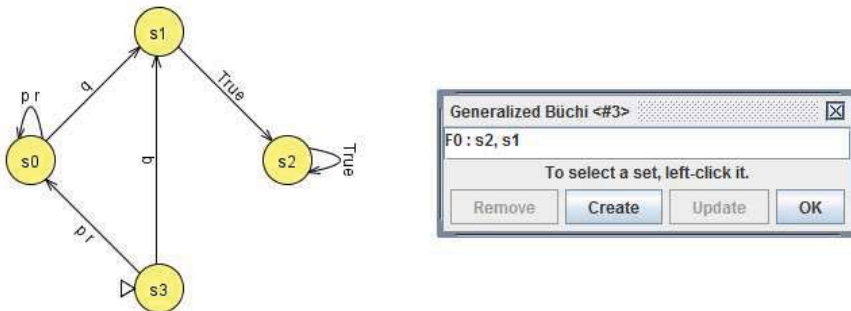 s1
q
True
p r
s0
s2
True
q
p r
s3
Generalized Büchi <#3>
F0 : s2, s1
To select a set, left-click it.
Remove Create Update OK